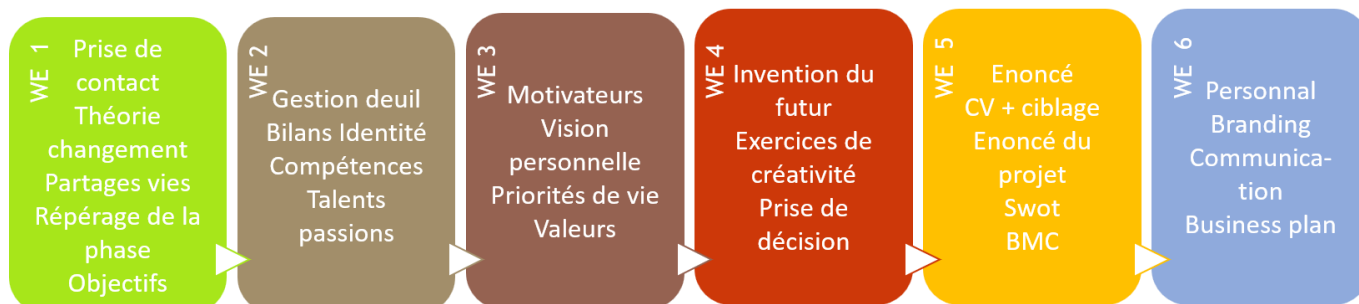 WE 1
Prise de
contact
Théorie
changement
Partages vies
Répérage de la
phase
Objectifs
WE 2
Gestion deuil
Bilans Identité
Compétences
Talents
passions
WE 3
Motivateurs
Vision
personnelle
Priorités de vie
Valeurs
WE 4
Invention du
futur
Exercices de
créativité
Prise de
décision
WE 5
Enoncé
CV + ciblage
Enoncé du
projet
Swot
BMC
WE 6
Personnal
Branding
Communica-
tion
Business plan